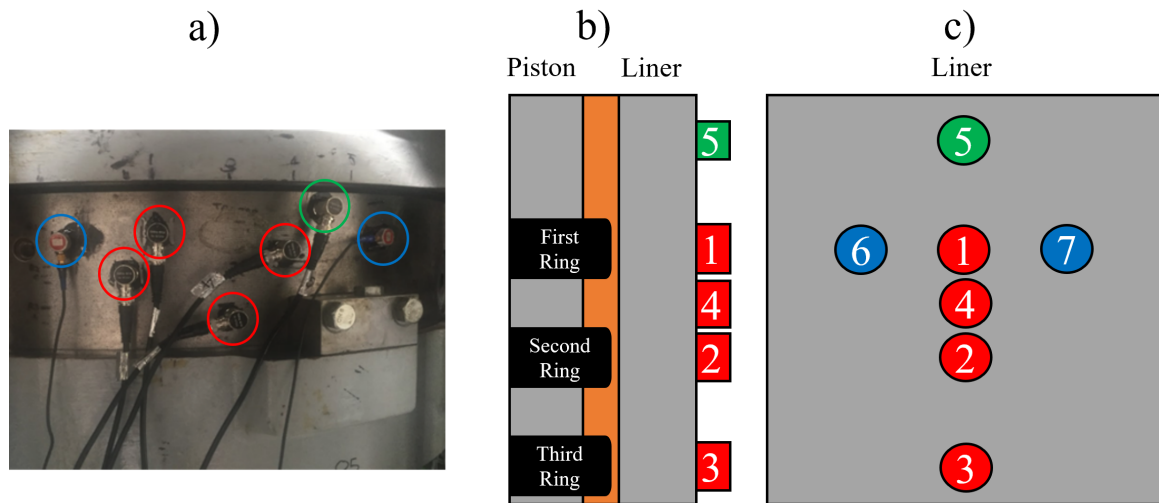 a)
b)
c)
Piston
Liner
Liner
5
First
Ring
1
4
Second
Ring
2
Third
Ring
3
5
6
1
7
4
2
3